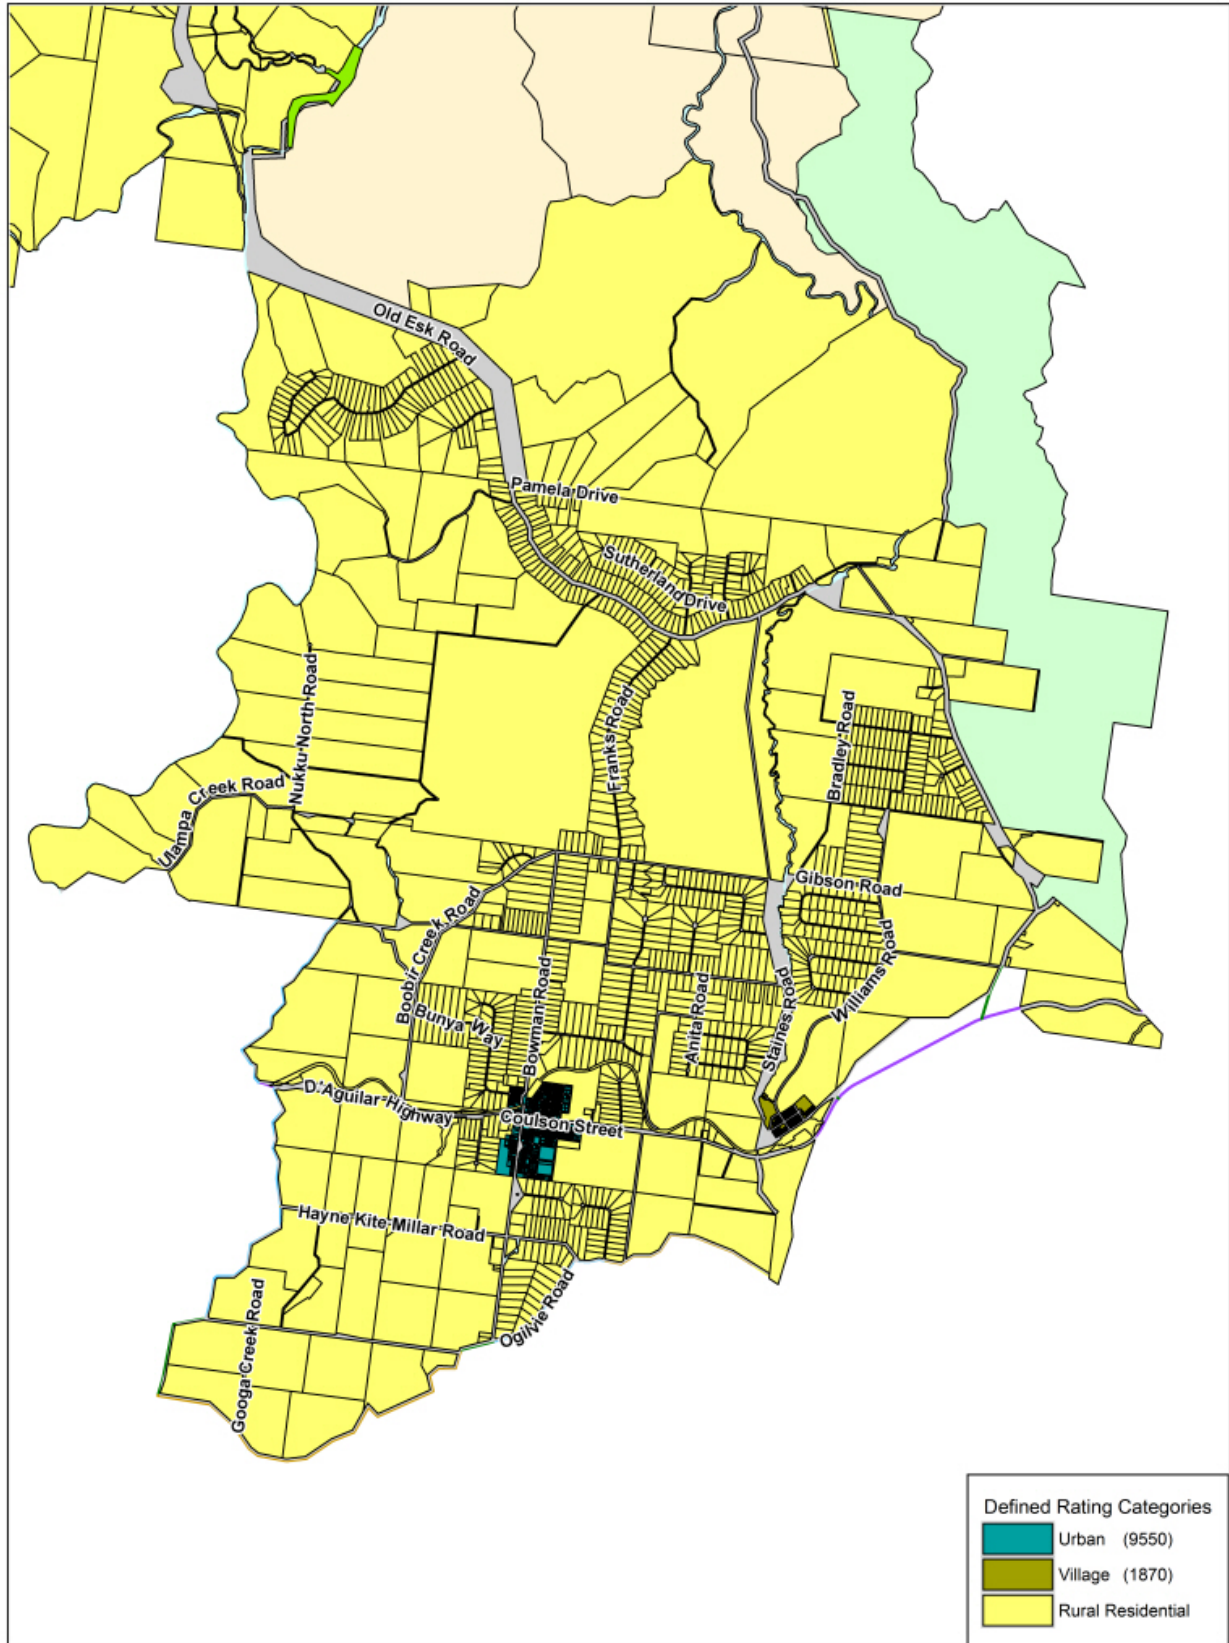 Old Esk Road
Pamela Drive
Sutherland Drive
Nukku North Road
Franks Road
Bradley Road
Ulampa Creek Road
Gibson Road
Boobir Creek Road
Williams Road
Bowman Road
Anita Road
Staines Road
Bunya Way
D'Aguilar Highway
Coulson Street
Hayne Kite Millar Road
Ogilvie Road
Googa Creek Road
Defined Rating Categories
Urban (9550)
Village (1870)
Rural Residential